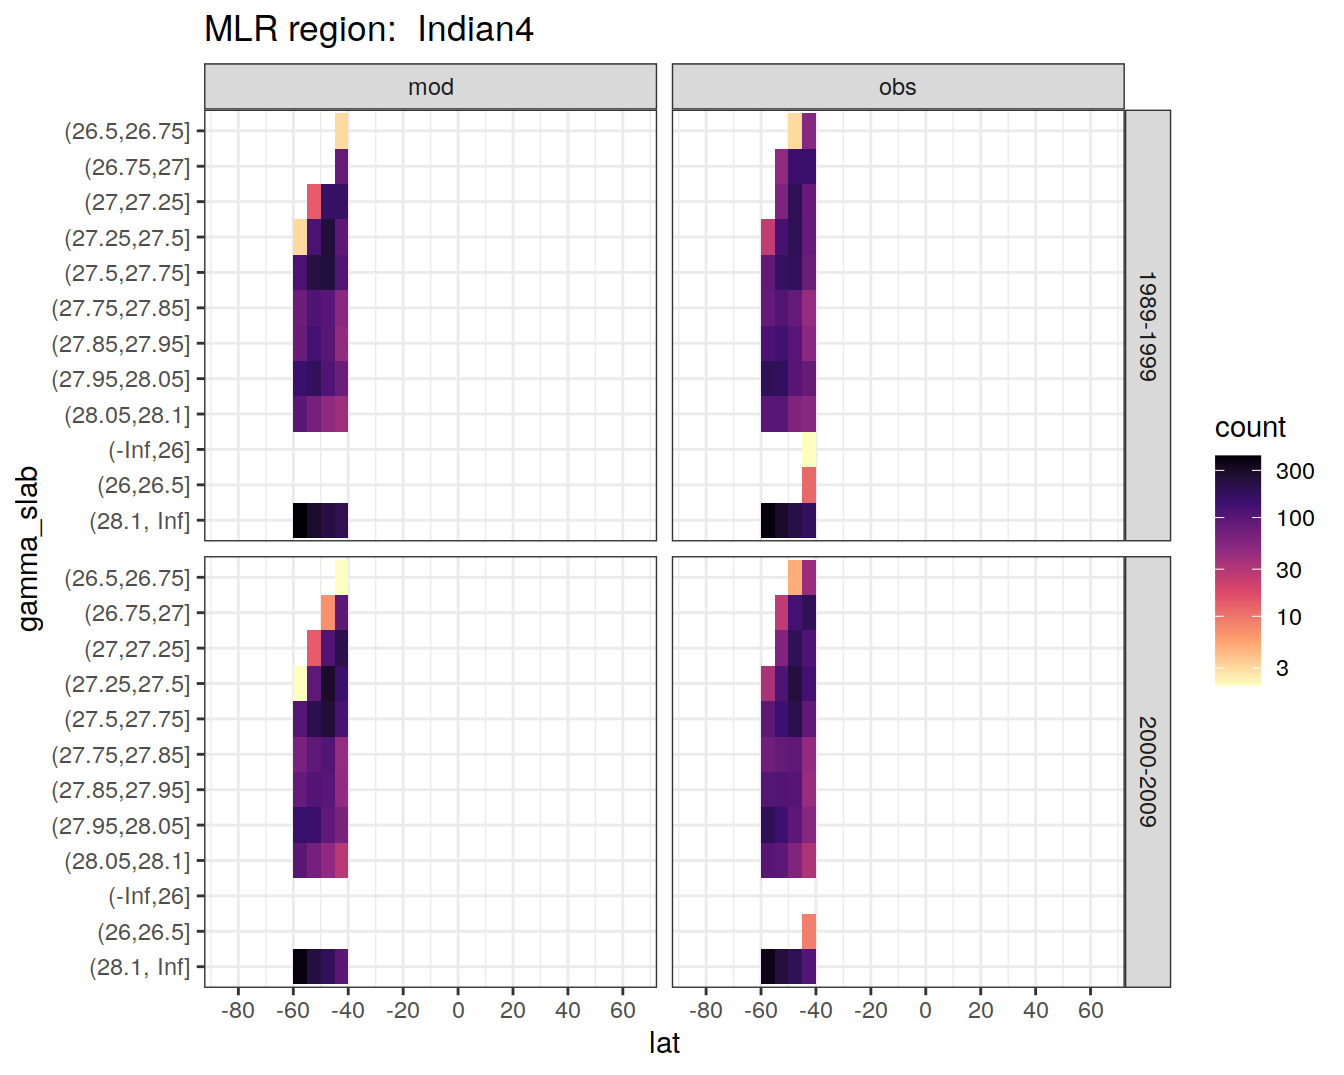 MLR region:  Indian4
mod
obs
(26.5,26.75]
(26.75,27]
(27,27.25]
(27.25,27.5]
(27.5,27.75]
(27.75,27.85]
(27.85,27.95]
(27.95,28.05]
(28.05,28.1]
(-Inf,26]
(26,26.5]
(28.1, Inf]
1989-1999
(26.5,26.75]
(26.75,27]
(27,27.25]
(27.25,27.5]
(27.5,27.75]
(27.75,27.85]
(27.85,27.95]
(27.95,28.05]
(28.05,28.1]
(-Inf,26]
(26,26.5]
(28.1, Inf]
2000-2009
gamma_slab
-80 -60 -40 -20 0 20 40 60
-80 -60 -40 -20 0 20 40 60
lat
count
300
100
30
10
3